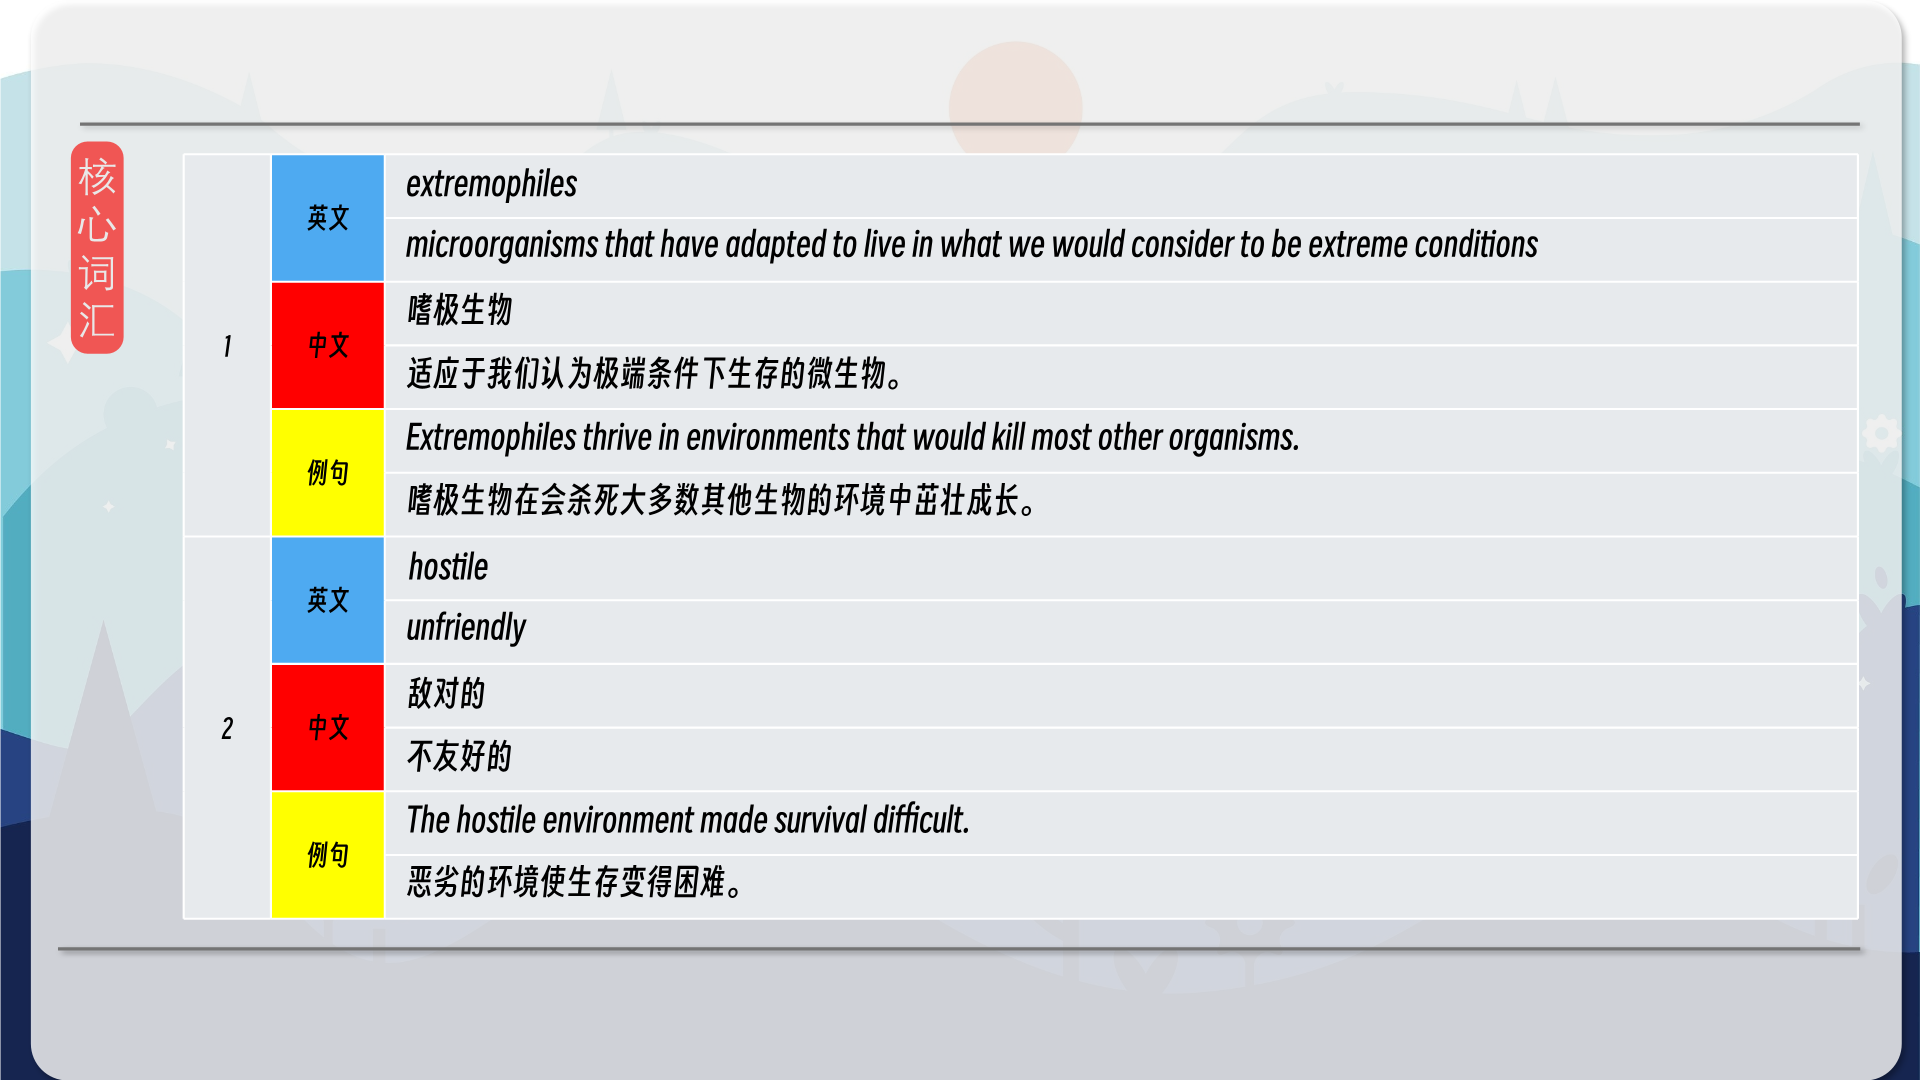 核心词汇
1
英文
extremophiles
microorganisms that have adapted to live in what we would consider to be extreme conditions
中文
嗜极生物
适应于我们认为极端条件下生存的微生物。
例句
Extremophiles thrive in environments that would kill most other organisms.
嗜极生物在会杀死大多数其他生物的环境中茁壮成长。
2
英文
hostile
unfriendly
中文
敌对的
不友好的
例句
The hostile environment made survival difficult.
恶劣的环境使生存变得困难。